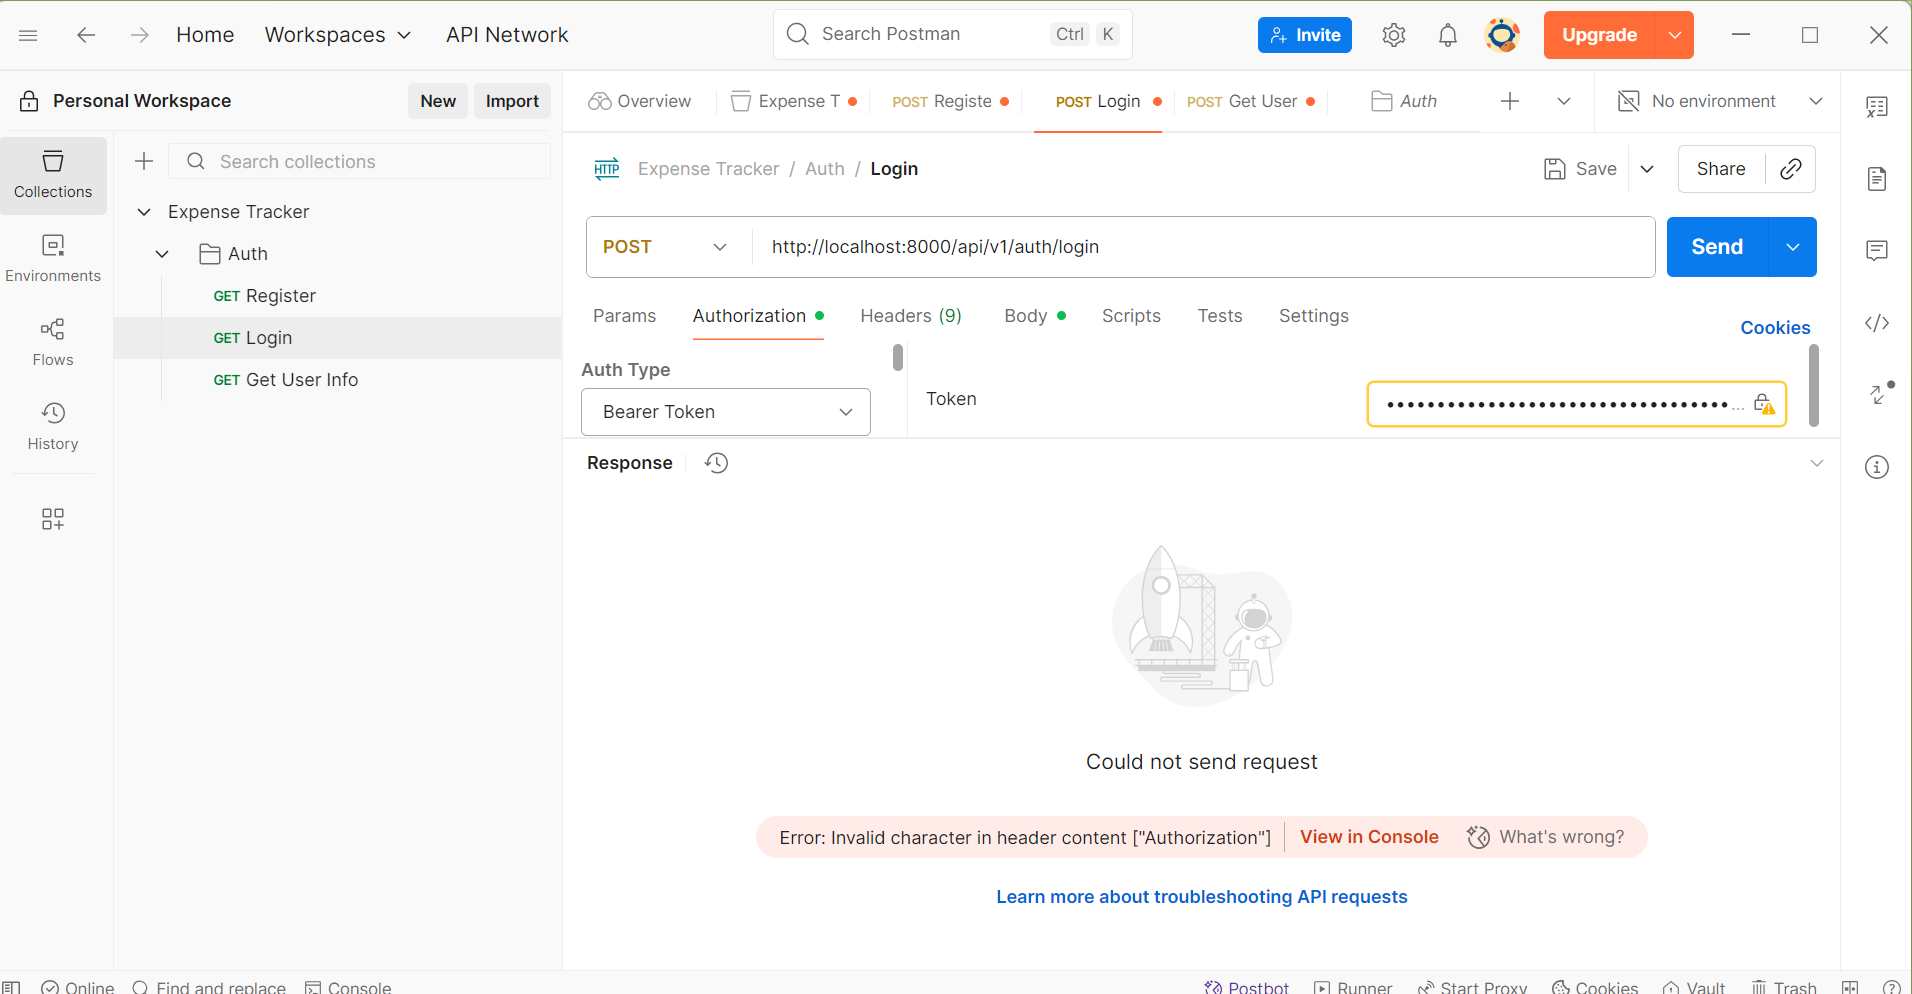 Home Workspaces API Network Search Postman Ctrl K Invite Upgrade
Personal Workspace New Import
Overview Expense T POST Registe POST Login POST Get User Auth No environment
Collections
Environments
Flows
History
Search collections
Expense Tracker
Auth
GET Register
GET Login
GET Get User Info
HTTP Expense Tracker / Auth / Login Save Share
POST http://localhost:8000/api/v1/auth/login Send
Params Authorization Headers (9) Body Scripts Tests Settings
Cookies
Auth Type
Bearer Token
Token
••••••••••••••••••••••••••••••••••...
Response
Could not send request
Error: Invalid character in header content ["Authorization"] View in Console What's wrong?
Learn more about troubleshooting API requests
Online Find and replace Console Postbot Runner Start Proxy Cookies Vault Trash